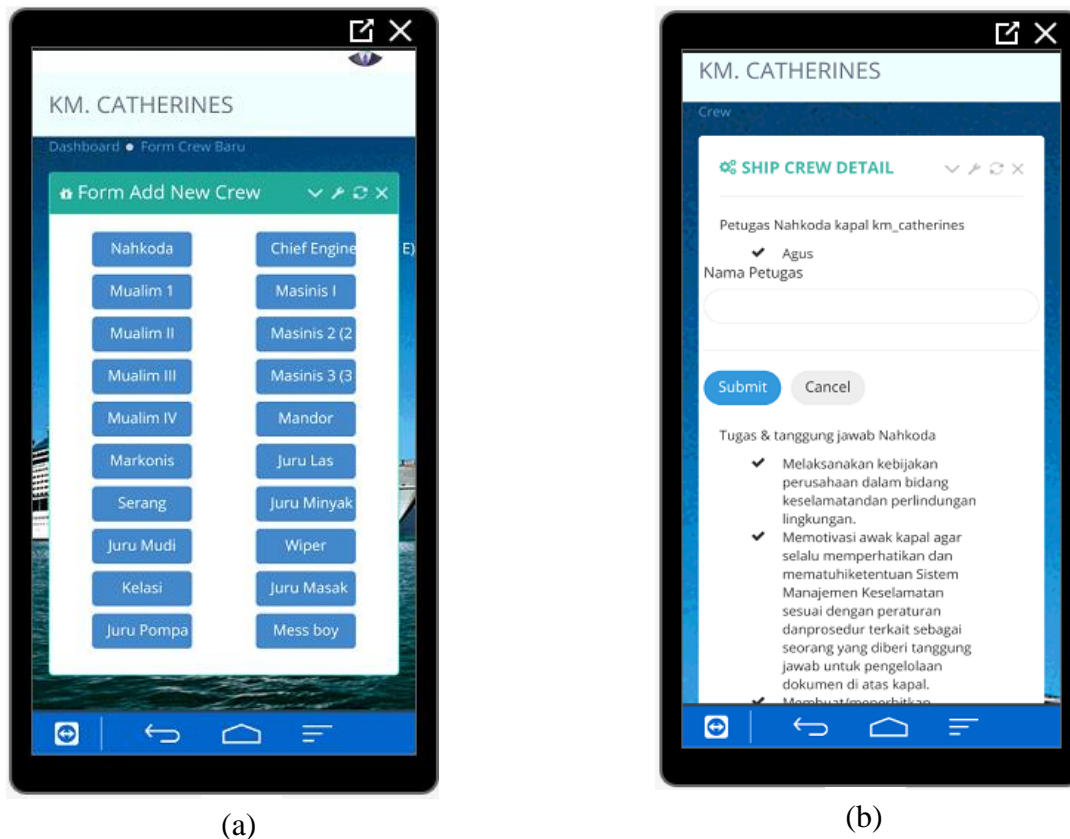 KM. CATHERINES
Dashboard ● Form Crew Baru
Form Add New Crew
Nahkoda
Chief Engine E)
Mualim 1
Masinis I
Mualim II
Masinis 2 (2
Mualim III
Masinis 3 (3
Mualim IV
Mandor
Markonis
Juru Las
Serang
Juru Minyak
Juru Mudi
Wiper
Kelasi
Juru Masak
Juru Pompa
Mess boy
(a)
KM. CATHERINES
Crew
SHIP CREW DETAIL
Petugas Nahkoda kapal km_catherines
Agus
Nama Petugas
Submit Cancel
Tugas & tanggung jawab Nahkoda
Melaksanakan kebijakan
perusahaan dalam bidang
keselamatandan perlindungan
lingkungan.
Memotivasi awak kapal agar
selalu memperhatikan dan
mematuhiketentuan Sistem
Manajemen Keselamatan
sesuai dengan peraturan
danprosedur terkait sebagai
seorang yang diberi tanggung
jawab untuk pengelolaan
dokumen di atas kapal.
Membuat/menerbitkan
(b)